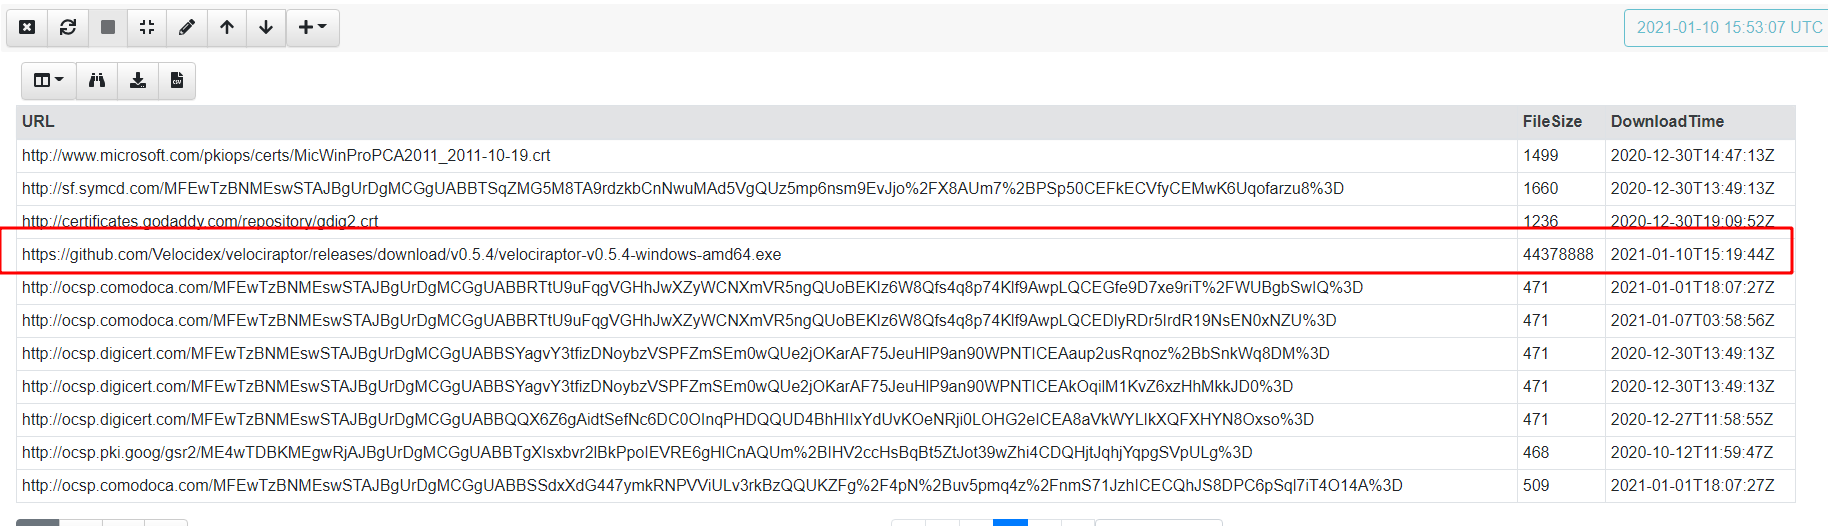 2021-01-10 15:53:07 UTC
URL FileSize DownloadTime
http://www.microsoft.com/pkiops/certs/MicWinProPCA2011_2011-10-19.crt 1499 2020-12-30T14:47:13Z
http://sf.symcd.com/MFEwTzBNMEswSTAJBgUrDgMCGgUABBTSqZMG5M8TA9rdzkbCnNwuMAd5VgQUz5mp6nsm9EvJjo%2FX8AUm7%2BPSp50CEFkECVfyCEMwK6Uqofarzu8%3D 1660 2020-12-30T13:49:13Z
http://certificates.godaddy.com/repository/gdig2.crt 1236 2020-12-30T19:09:52Z
https://github.com/Velocidex/velociraptor/releases/download/v0.5.4/velociraptor-v0.5.4-windows-amd64.exe 44378888 2021-01-10T15:19:44Z
http://ocsp.comodoca.com/MFEwTzBNMEswSTAJBgUrDgMCGgUABBRTtU9uFqgVGHhJwXZyWCNXmVR5ngQUoBEKIz6W8Qfs4q8p74Klf9AwpLQCEGfe9D7xe9riT%2FWUBgbSwIQ%3D 471 2021-01-01T18:07:27Z
http://ocsp.comodoca.com/MFEwTzBNMEswSTAJBgUrDgMCGgUABBRTtU9uFqgVGHhJwXZyWCNXmVR5ngQUoBEKIz6W8Qfs4q8p74Klf9AwpLQCEDlyRDr5IrdR19NsEN0xNZU%3D 471 2021-01-07T03:58:56Z
http://ocsp.digicert.com/MFEwTzBNMEswSTAJBgUrDgMCGgUABBSYagvY3tfizDNoybzVSPFZmSEm0wQUe2jOKarAF75JeuHlP9an90WPNTICEAaup2usRqnoz%2BbSnkWq8DM%3D 471 2020-12-30T13:49:13Z
http://ocsp.digicert.com/MFEwTzBNMEswSTAJBgUrDgMCGgUABBSYagvY3tfizDNoybzVSPFZmSEm0wQUe2jOKarAF75JeuHlP9an90WPNTICEAkOqilM1KvZ6xzHhMkkJD0%3D 471 2020-12-30T13:49:13Z
http://ocsp.digicert.com/MFEwTzBNMEswSTAJBgUrDgMCGgUABBQQX6Z6gAidtSefNc6DC0OInqPHDQQUD4BhHIIxYdUvKOeNRji0LOHG2eICEA8aVkWYLlkXQFXHYN8Oxso%3D 471 2020-12-27T11:58:55Z
http://ocsp.pki.goog/gsr2/ME4wTDBKMEgwRjAJBgUrDgMCGgUABBTgXIsxbvr2lBkPpoIEVRE6gHlCnAQUm%2BIHV2ccHsBqBt5ZtJot39wZhi4CDQHjtJqhjYqpgSVpULg%3D 468 2020-10-12T11:59:47Z
http://ocsp.comodoca.com/MFEwTzBNMEswSTAJBgUrDgMCGgUABBSSdxXdG447ymkRNPVViULv3rkBzQQUKZFg%2F4pN%2Buv5pmq4z%2FnmS71JzhICECQhJS8DPC6pSql7iT4O14A%3D 509 2021-01-01T18:07:27Z